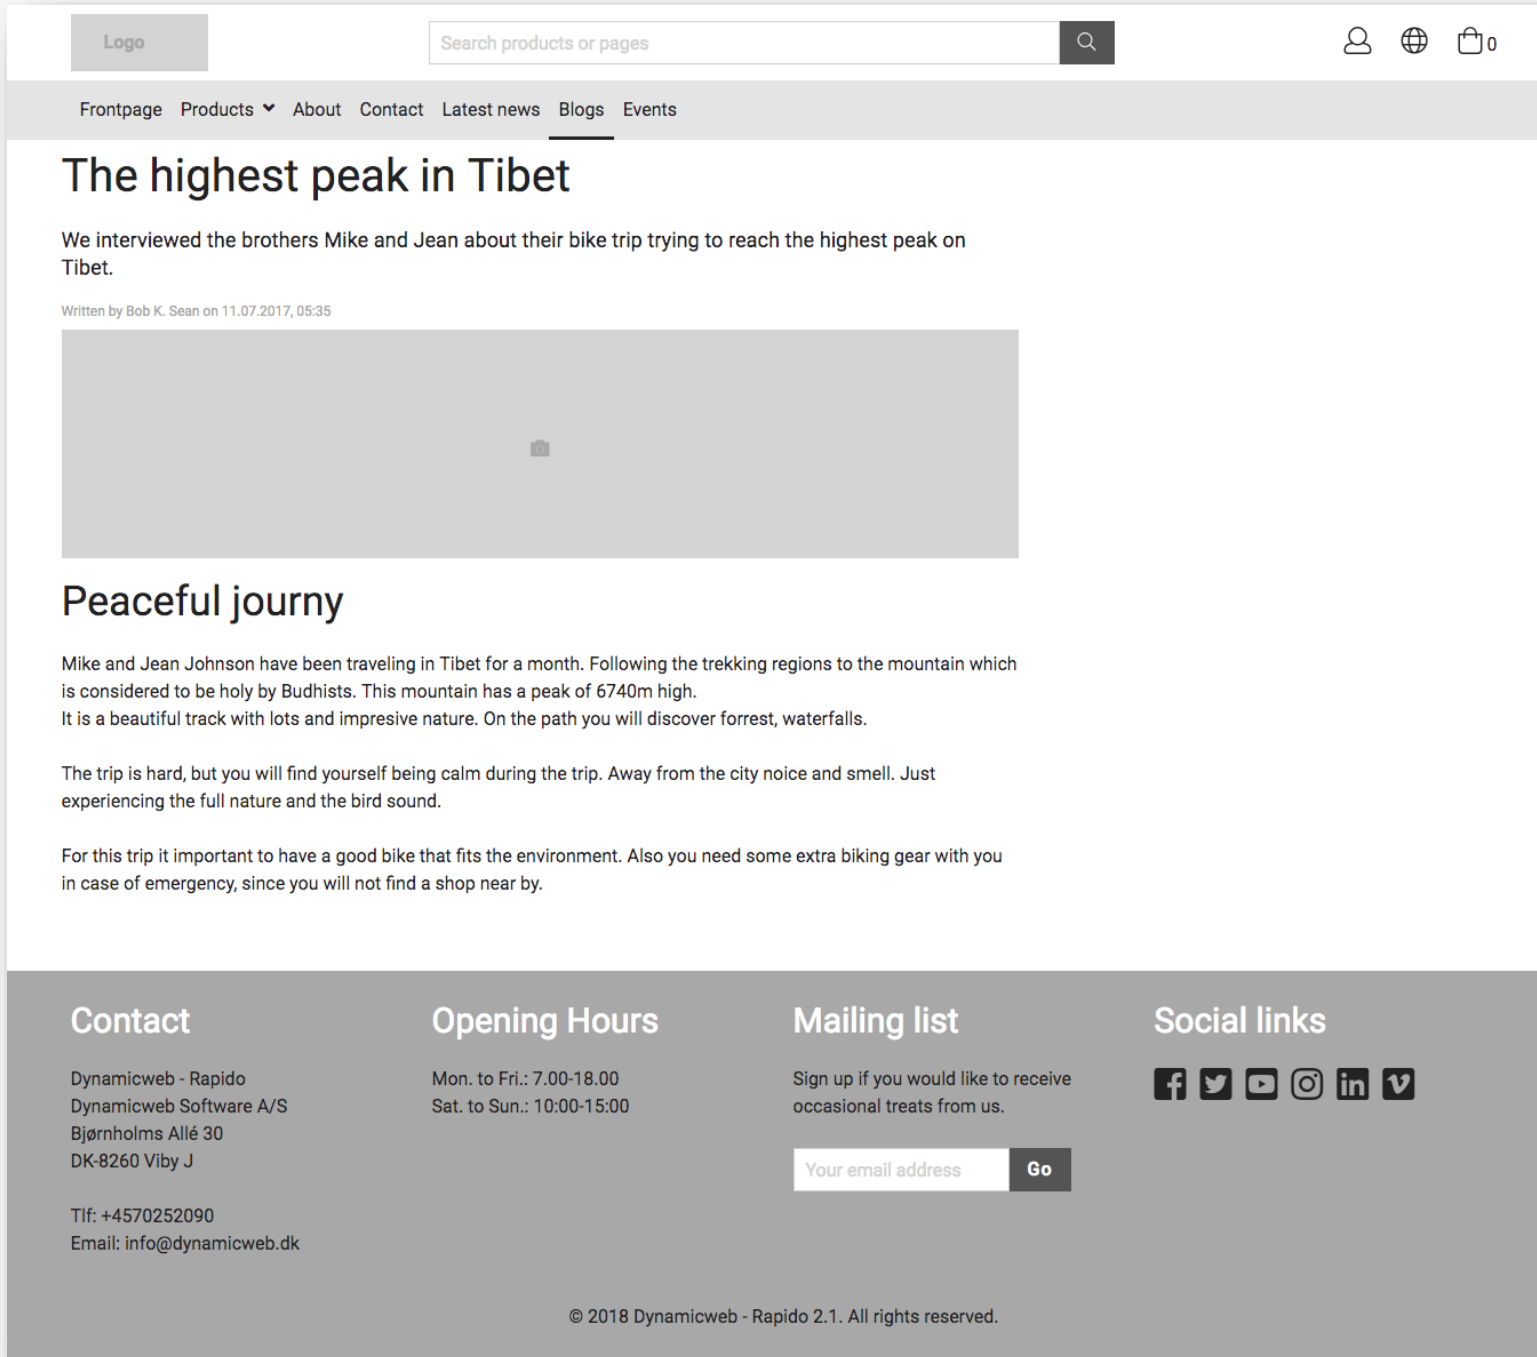 Logo
Search products or pages
0
Frontpage Products About Contact Latest news Blogs Events
The highest peak in Tibet
We interviewed the brothers Mike and Jean about their bike trip trying to reach the highest peak on
Tibet.
Written by Bob K. Sean on 11.07.2017, 05:35
Peaceful journy
Mike and Jean Johnson have been traveling in Tibet for a month. Following the trekking regions to the mountain which
is considered to be holy by Budhists. This mountain has a peak of 6740m high.
It is a beautiful track with lots and impresive nature. On the path you will discover forrest, waterfalls.
The trip is hard, but you will find yourself being calm during the trip. Away from the city noice and smell. Just
experiencing the full nature and the bird sound.
For this trip it important to have a good bike that fits the environment. Also you need some extra biking gear with you
in case of emergency, since you will not find a shop near by.
Contact
Dynamicweb - Rapido
Dynamicweb Software A/S
Bjørnholms Allé 30
DK-8260 Viby J
Tlf: +4570252090
Email: info@dynamicweb.dk
Opening Hours
Mon. to Fri.: 7.00-18.00
Sat. to Sun.: 10:00-15:00
Mailing list
Sign up if you would like to receive
occasional treats from us.
Your email address
Go
Social links
© 2018 Dynamicweb - Rapido 2.1. All rights reserved.